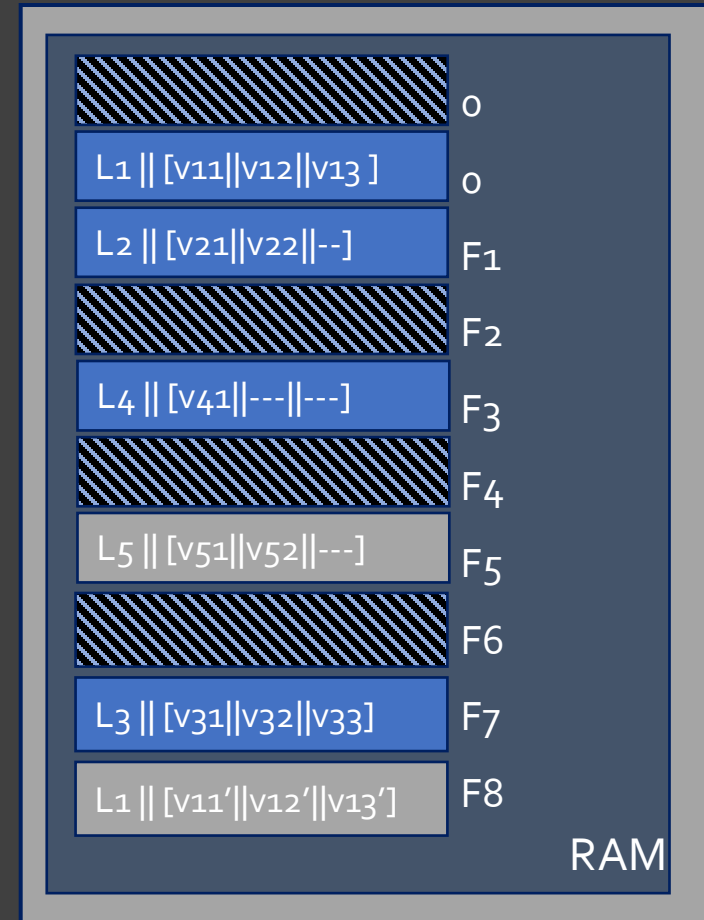 0
L1 || [v11||v12||v13 ]
0
L2 || [v21||v22||--]
F1
F2
L4 || [v41||---||---]
F3
F4
L5 || [v51||v52||---]
F5
F6
L3 || [v31||v32||v33]
F7
L1 || [v11’||v12’||v13’]
F8
RAM